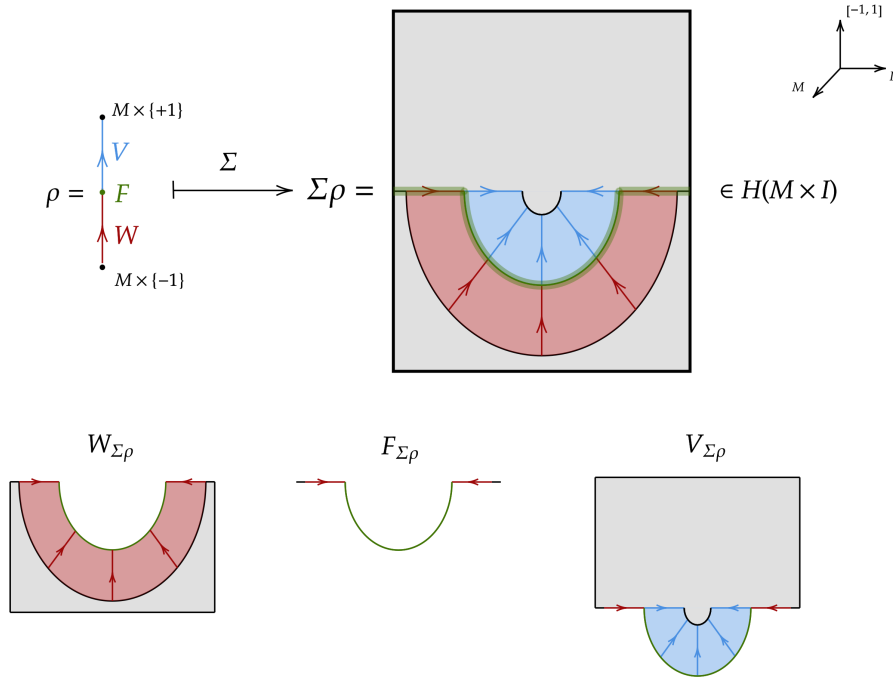 [−1, 1]
I
M
M × {+1}
V
ρ =
F
W
M × {−1}
Σ
Σρ =
∈ H(M × I)
W_{Σρ}
F_{Σρ}
V_{Σρ}